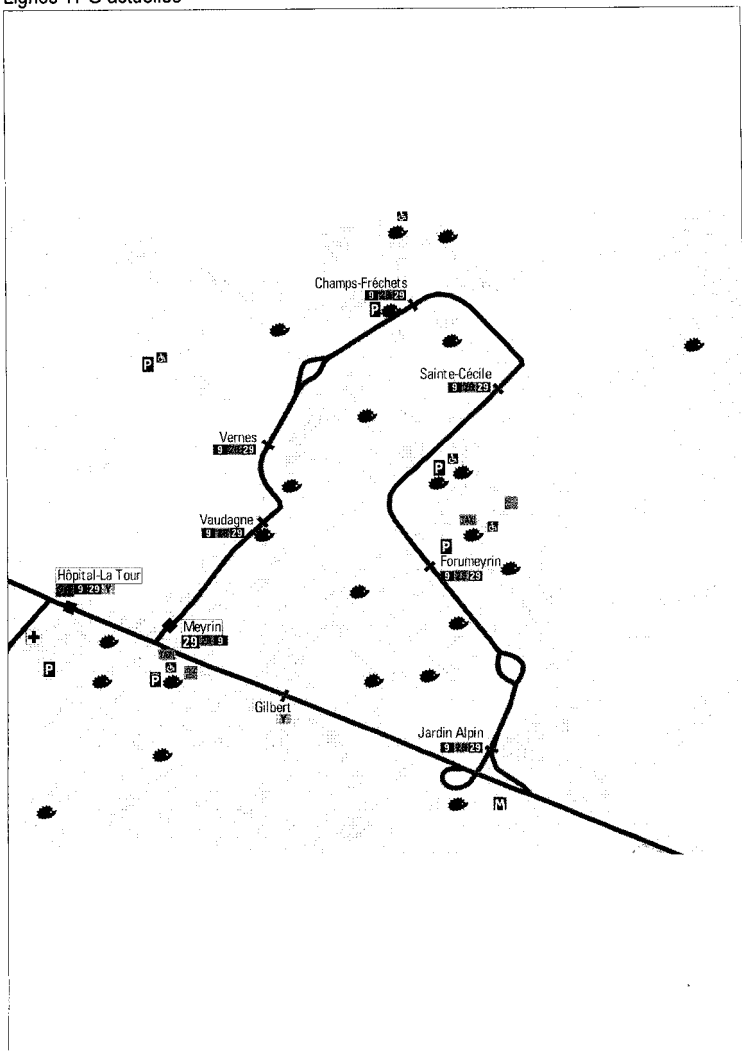 Lignes TPG actuelles
Champs-Fréchets
9 29
P
P
Sainte-Cécile
9 29
Vernes
9 29
P
Vaudagne
9 29
P
Forumeyrin
9 29
Hôpital-La Tour
9 29 Y
Meyrin
29 9
P
P
Gilbert
Y
Jardin Alpin
9 29
M